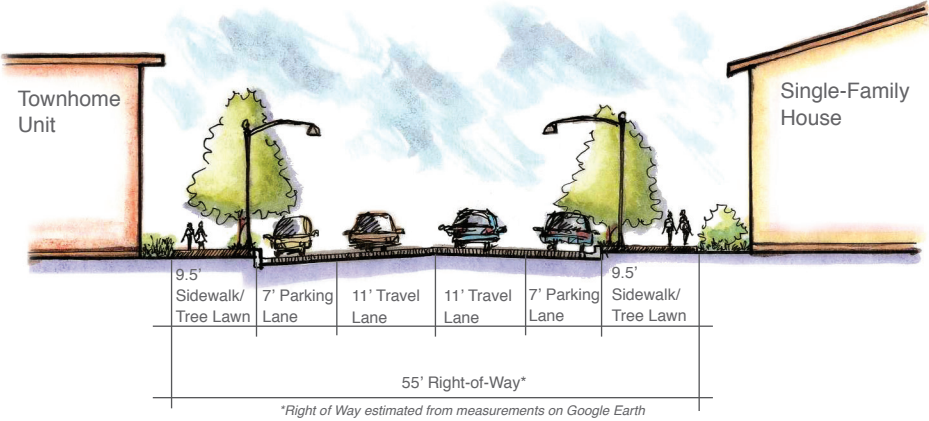 Townhome
Unit
Single-Family
House
9.5’
Sidewalk/
Tree Lawn
7’ Parking
Lane
11’ Travel
Lane
11’ Travel
Lane
7’ Parking
Lane
9.5’
Sidewalk/
Tree Lawn
55’ Right-of-Way*
*Right of Way estimated from measurements on Google Earth